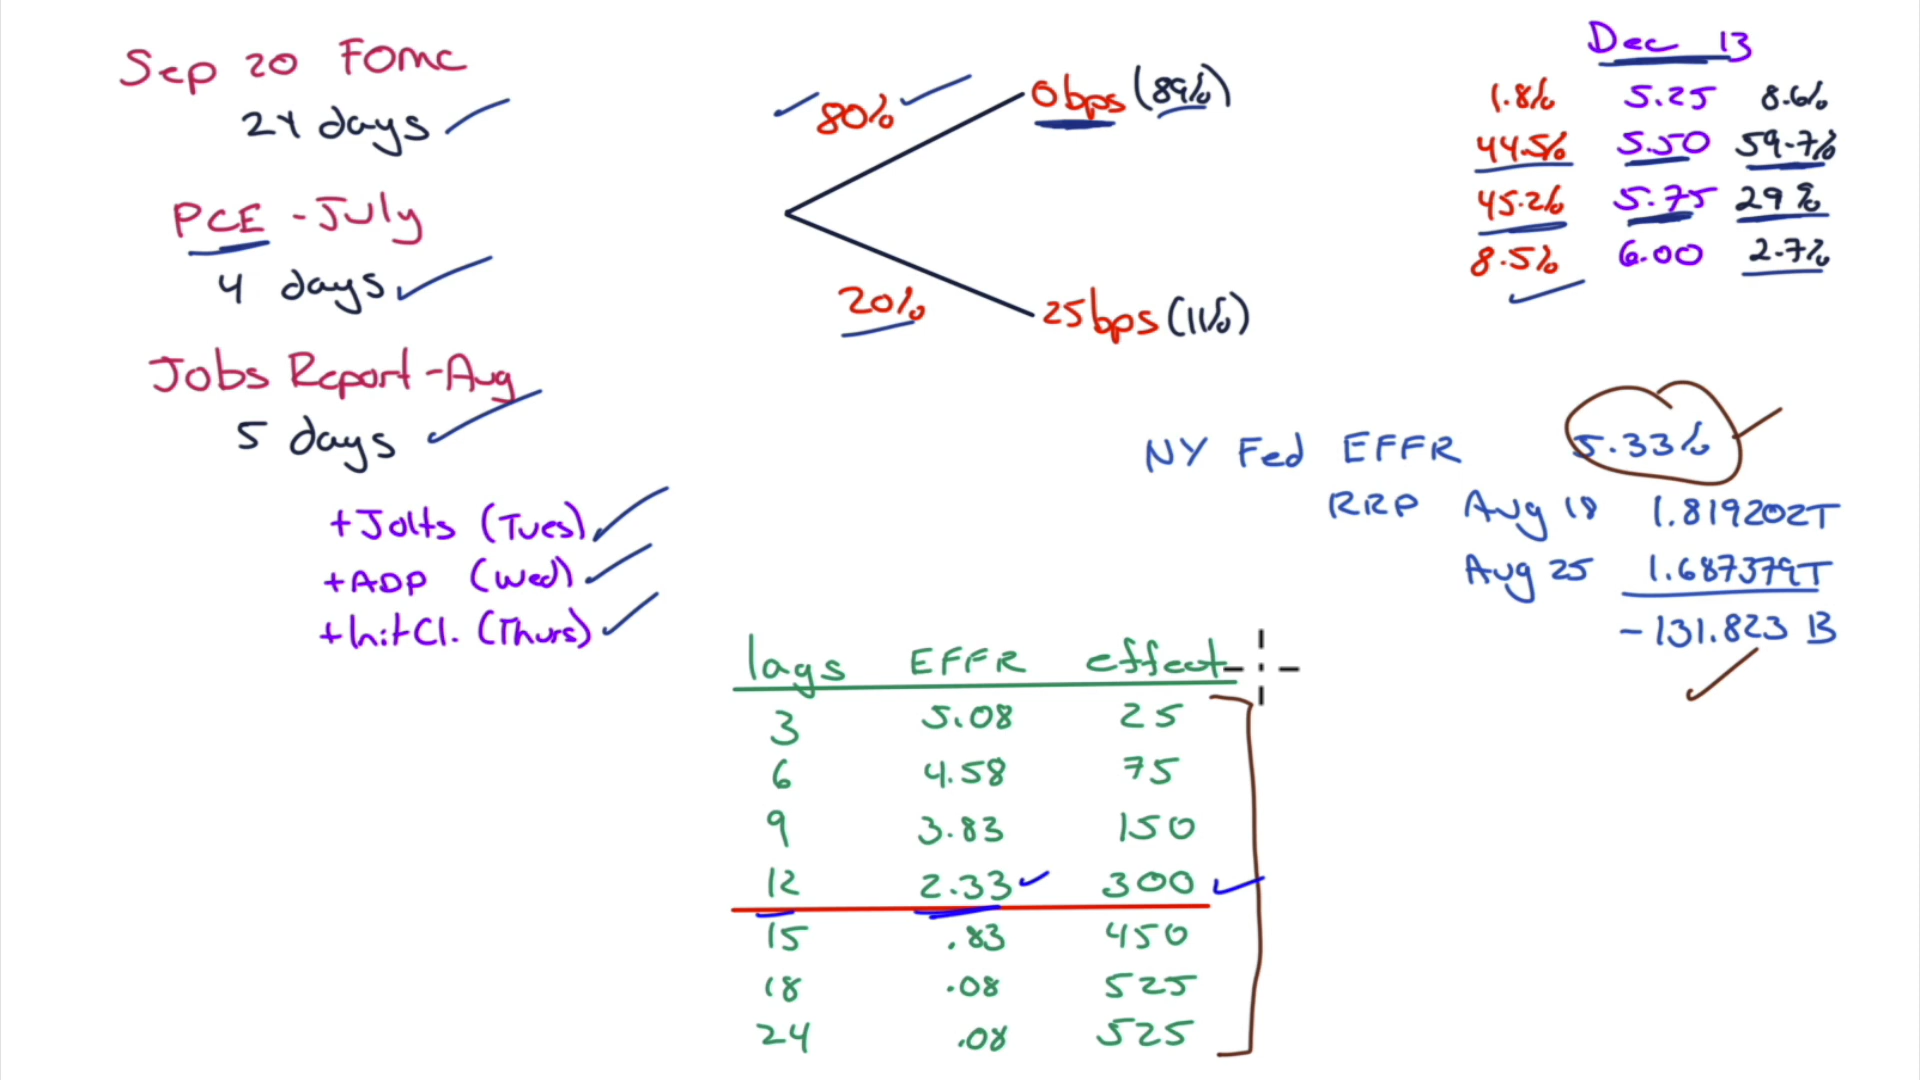 Sep 20 FOMC
24 days
PCE - July
4 days
Jobs Report - Aug
5 days
+Jolts (Tues)
+ADP (Wed)
+InitCl. (Thurs)
80% 0bps (89%)
20% 25bps (11%)
Dec 13
1.8% 5.25 8.6%
44.5% 5.50 59.7%
45.2% 5.75 29%
8.5% 6.00 2.7%
NY Fed EFFR 5.33%
RRP Aug 18 1.819202T
Aug 25 1.687379T
-131.823 B
lags EFFR effect
3 5.08 25
6 4.58 75
9 3.83 150
12 2.33 300
15 .83 450
18 .08 525
24 .08 525